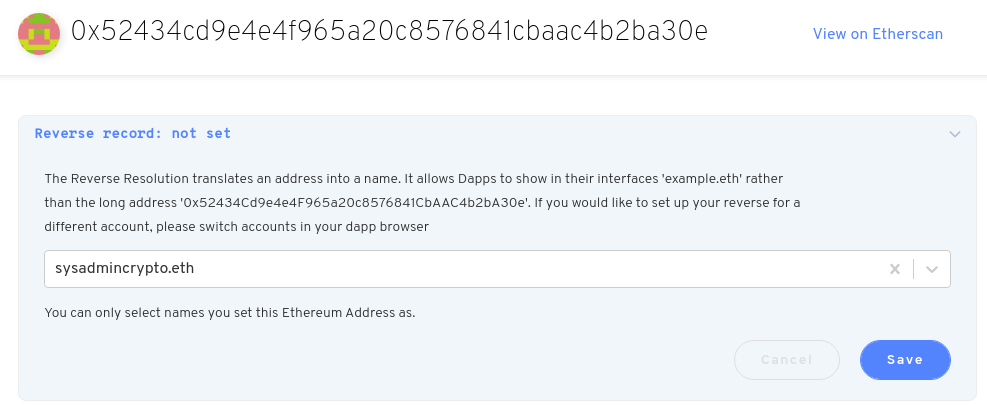 0x52434cd9e4e4f965a20c8576841cbaac4b2ba30e
View on Etherscan
Reverse record: not set
The Reverse Resolution translates an address into a name. It allows Dapps to show in their interfaces 'example.eth' rather
than the long address '0x52434Cd9e4e4F965a20c8576841CbAAC4b2bA30e'. If you would like to set up your reverse for a
different account, please switch accounts in your dapp browser
sysadmincrypto.eth
You can only select names you set this Ethereum Address as.
Cancel
Save